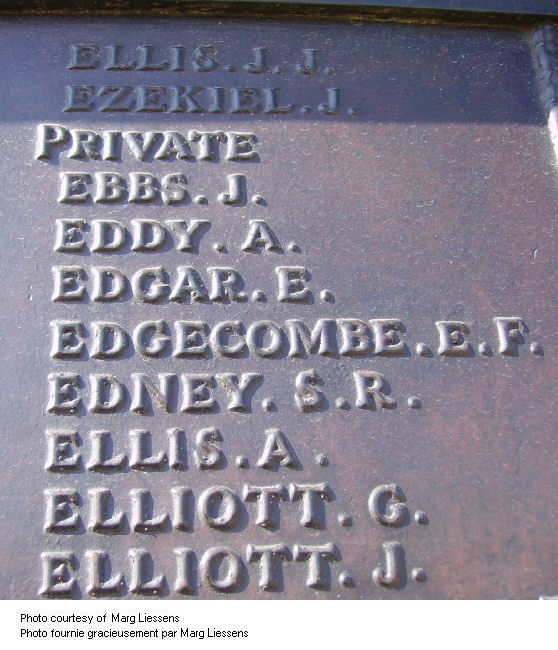 ELLIS. J. J.
EZEKIEL. J.
PRIVATE
EBBS. J.
EDDY. A.
EDGAR. E.
EDGECOMBE. E. F.
EDNEY. S. R.
ELLIS. A.
ELLIOTT. G.
ELLIOTT. J.
Photo courtesy of Marg Liessens
Photo fournie gracieusement par Marg Liessens